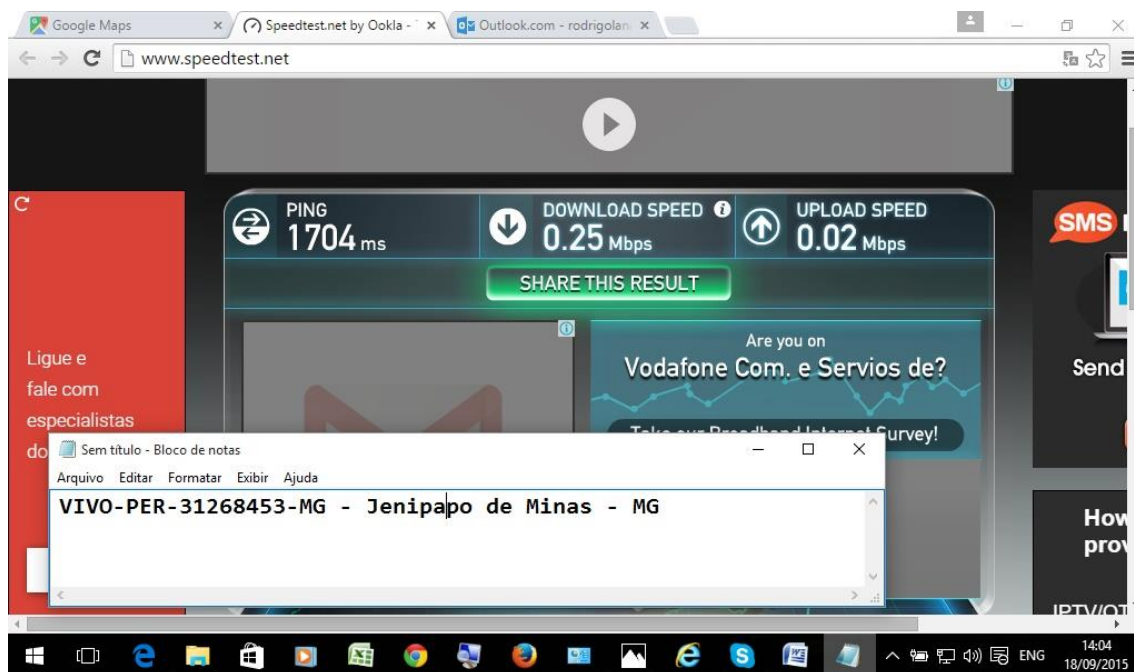 Google Maps
Speedtest.net by Ookla -
Outlook.com - rodrigolan
www.speedtest.net
PING
1704 ms
DOWNLOAD SPEED
0.25 Mbps
UPLOAD SPEED
0.02 Mbps
SHARE THIS RESULT
SMS
Send
Ligue e
fale com
especialistas
do
Are you on
Vodafone Com. e Servios de?
Take our Broadband Internet Survey!
Sem título - Bloco de notas
Arquivo Editar Formatar Exibir Ajuda
VIVO-PER-31268453-MG - Jenipapo de Minas - MG
How
prov
IPTV/OT
ENG
14:04
18/09/2015